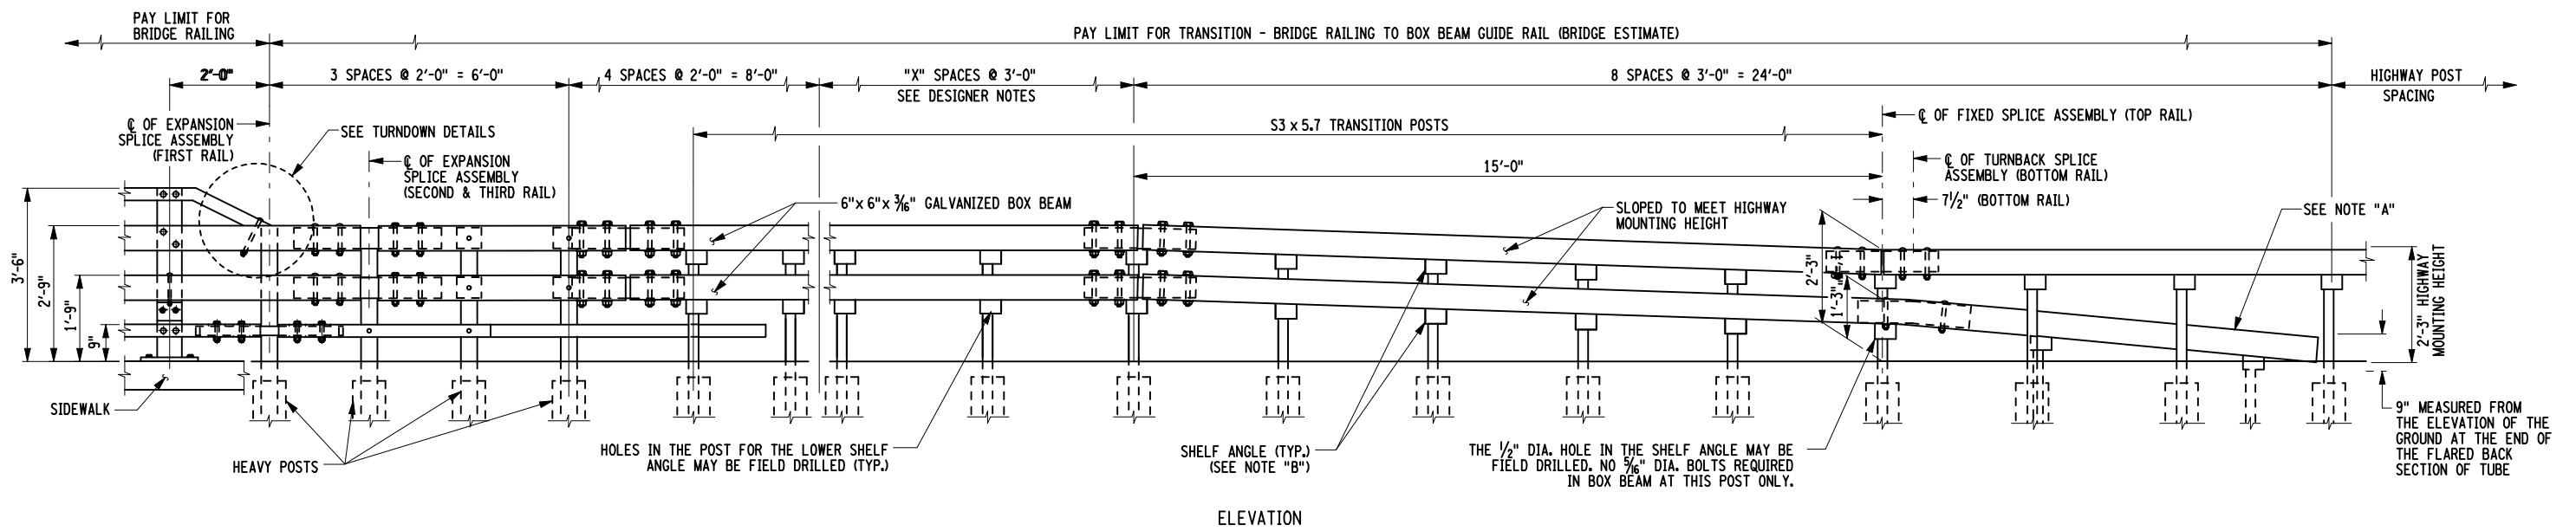 PAY LIMIT FOR
BRIDGE RAILING
PAY LIMIT FOR TRANSITION - BRIDGE RAILING TO BOX BEAM GUIDE RAIL (BRIDGE ESTIMATE)
2'-0"
3 SPACES @ 2'-0" = 6'-0"
4 SPACES @ 2'-0" = 8'-0"
"X" SPACES @ 3'-0"
SEE DESIGNER NOTES
8 SPACES @ 3'-0" = 24'-0"
HIGHWAY POST
SPACING
℄ OF EXPANSION
SPLICE ASSEMBLY
(FIRST RAIL)
SEE TURNDOWN DETAILS
℄ OF EXPANSION
SPLICE ASSEMBLY
(SECOND & THIRD RAIL)
S3 x 5.7 TRANSITION POSTS
℄ OF FIXED SPLICE ASSEMBLY (TOP RAIL)
15'-0"
℄ OF TURNBACK SPLICE
ASSEMBLY (BOTTOM RAIL)
7½" (BOTTOM RAIL)
6"x 6"x 3⁄16" GALVANIZED BOX BEAM
SLOPED TO MEET HIGHWAY
MOUNTING HEIGHT
SEE NOTE "A"
3'-6"
2'-9"
1'-9"
9"
2'-3"
1'-3"
2'-3" HIGHWAY
MOUNTING HEIGHT
SIDEWALK
HEAVY POSTS
HOLES IN THE POST FOR THE LOWER SHELF
ANGLE MAY BE FIELD DRILLED (TYP.)
SHELF ANGLE (TYP.)
(SEE NOTE "B")
THE ½" DIA. HOLE IN THE SHELF ANGLE MAY BE
FIELD DRILLED. NO 5⁄16" DIA. BOLTS REQUIRED
IN BOX BEAM AT THIS POST ONLY.
9" MEASURED FROM
THE ELEVATION OF THE
GROUND AT THE END OF
THE FLARED BACK
SECTION OF TUBE
ELEVATION